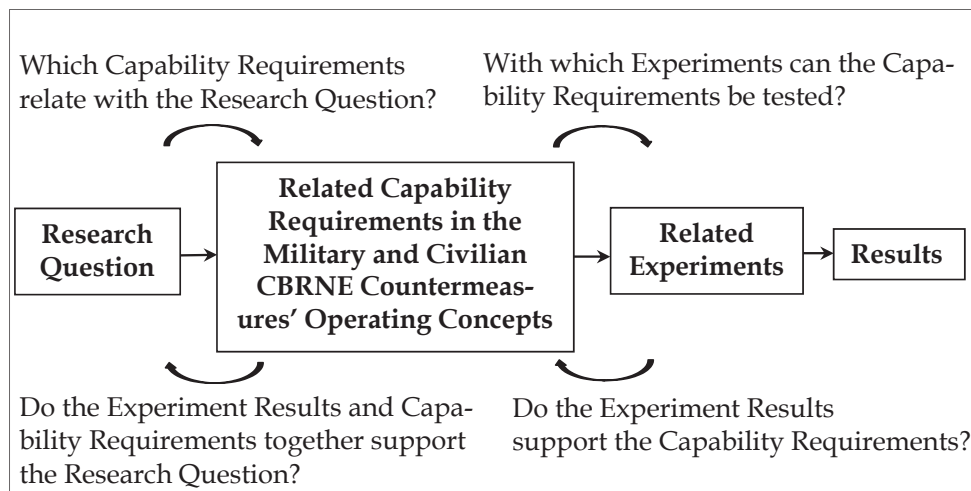 Which Capability Requirements
relate with the Research Question?
With which Experiments can the Capa-
bility Requirements be tested?
Research
Question
Related Capability
Requirements in the
Military and Civilian
CBRNE Countermeas-
ures' Operating Concepts
Related
Experiments
Results
Do the Experiment Results and Capa-
bility Requirements together support
the Research Question?
Do the Experiment Results
support the Capability Requirements?